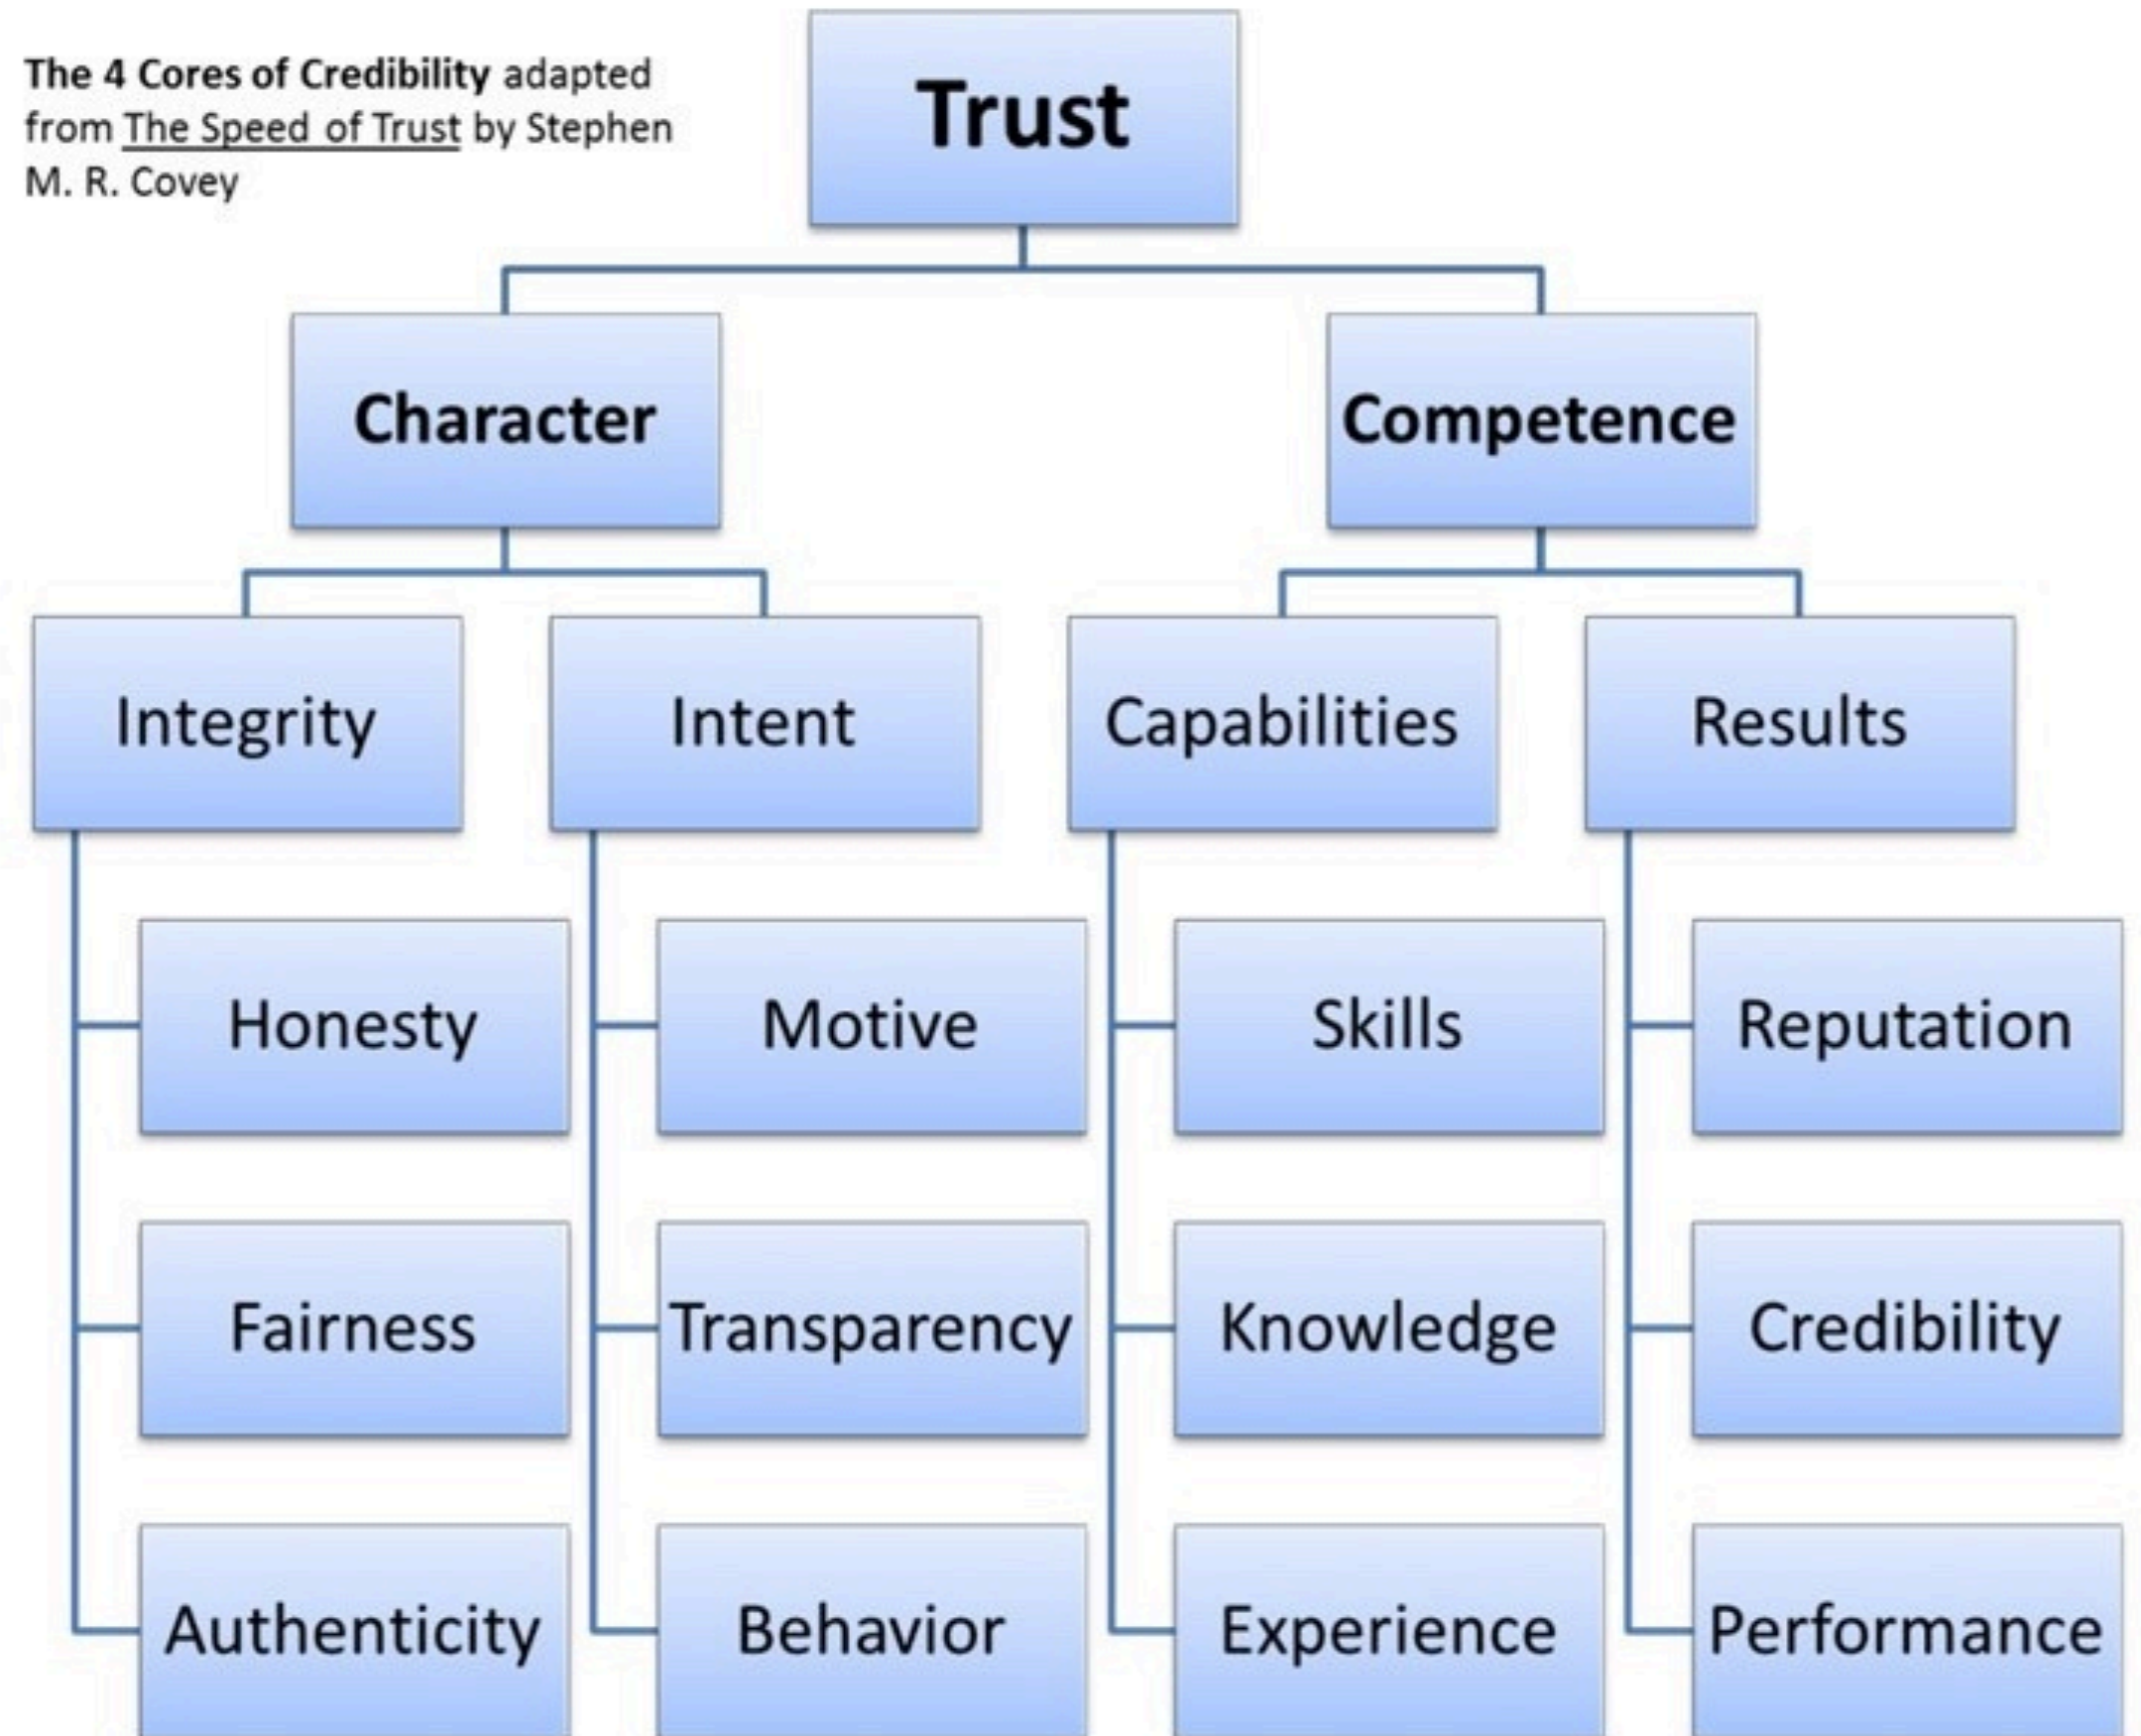 The 4 Cores of Credibility adapted
from The Speed of Trust by Stephen
M. R. Covey
Trust
Character
Competence
Integrity
Intent
Capabilities
Results
Honesty
Motive
Skills
Reputation
Fairness
Transparency
Knowledge
Credibility
Authenticity
Behavior
Experience
Performance